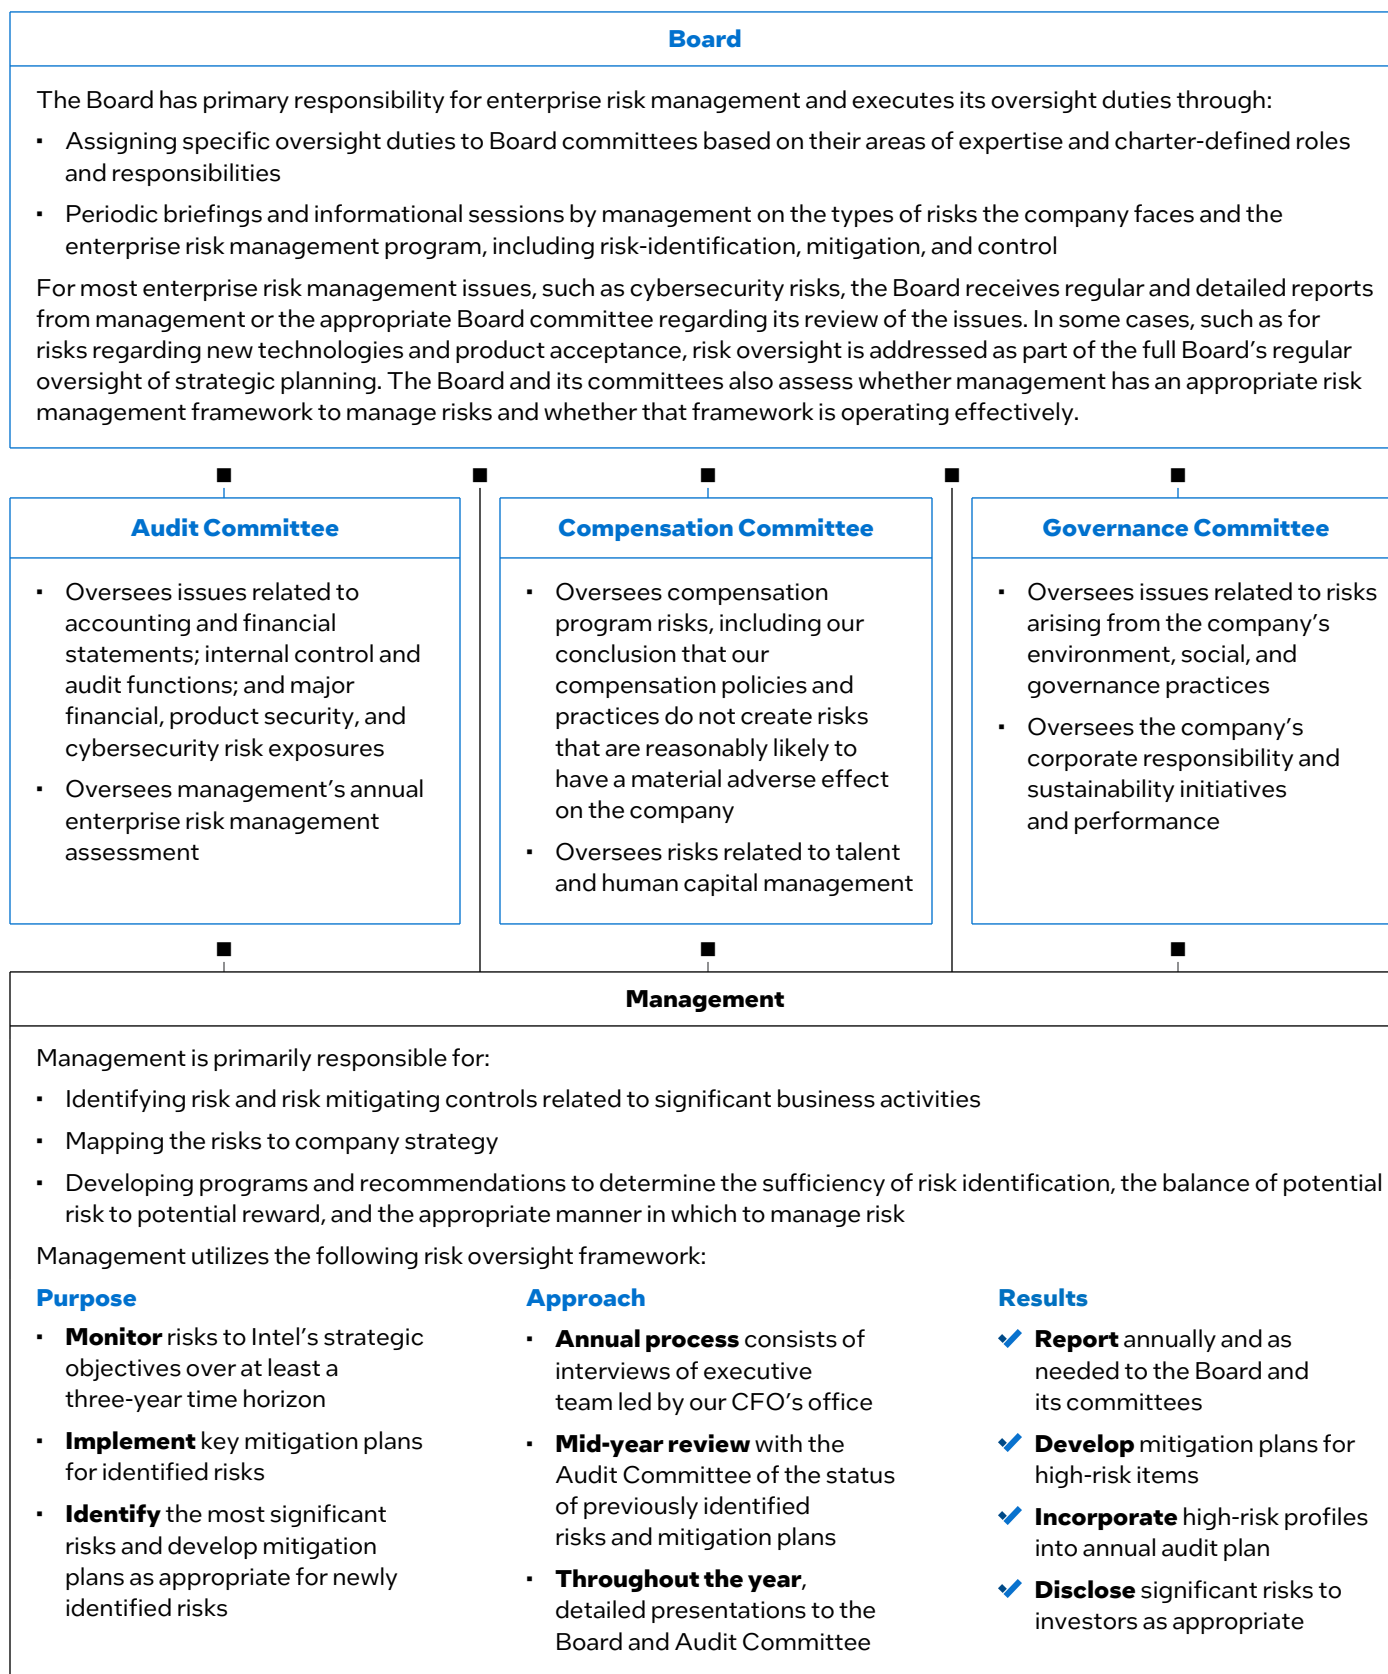 Board
The Board has primary responsibility for enterprise risk management and executes its oversight duties through:
▪ Assigning specific oversight duties to Board committees based on their areas of expertise and charter-defined roles
and responsibilities
▪ Periodic briefings and informational sessions by management on the types of risks the company faces and the
enterprise risk management program, including risk-identification, mitigation, and control
For most enterprise risk management issues, such as cybersecurity risks, the Board receives regular and detailed reports
from management or the appropriate Board committee regarding its review of the issues. In some cases, such as for
risks regarding new technologies and product acceptance, risk oversight is addressed as part of the full Board’s regular
oversight of strategic planning. The Board and its committees also assess whether management has an appropriate risk
management framework to manage risks and whether that framework is operating effectively.
Audit Committee
▪ Oversees issues related to
accounting and financial
statements; internal control and
audit functions; and major
financial, product security, and
cybersecurity risk exposures
▪ Oversees management’s annual
enterprise risk management
assessment
Compensation Committee
▪ Oversees compensation
program risks, including our
conclusion that our
compensation policies and
practices do not create risks
that are reasonably likely to
have a material adverse effect
on the company
▪ Oversees risks related to talent
and human capital management
Governance Committee
▪ Oversees issues related to risks
arising from the company’s
environment, social, and
governance practices
▪ Oversees the company’s
corporate responsibility and
sustainability initiatives
and performance
Management
Management is primarily responsible for:
▪ Identifying risk and risk mitigating controls related to significant business activities
▪ Mapping the risks to company strategy
▪ Developing programs and recommendations to determine the sufficiency of risk identification, the balance of potential
risk to potential reward, and the appropriate manner in which to manage risk
Management utilizes the following risk oversight framework:
Purpose
▪ Monitor risks to Intel’s strategic
objectives over at least a
three-year time horizon
▪ Implement key mitigation plans
for identified risks
▪ Identify the most significant
risks and develop mitigation
plans as appropriate for newly
identified risks
Approach
▪ Annual process consists of
interviews of executive
team led by our CFO’s office
▪ Mid-year review with the
Audit Committee of the status
of previously identified
risks and mitigation plans
▪ Throughout the year,
detailed presentations to the
Board and Audit Committee
Results
Report annually and as
needed to the Board and
its committees
Develop mitigation plans for
high-risk items
Incorporate high-risk profiles
into annual audit plan
Disclose significant risks to
investors as appropriate